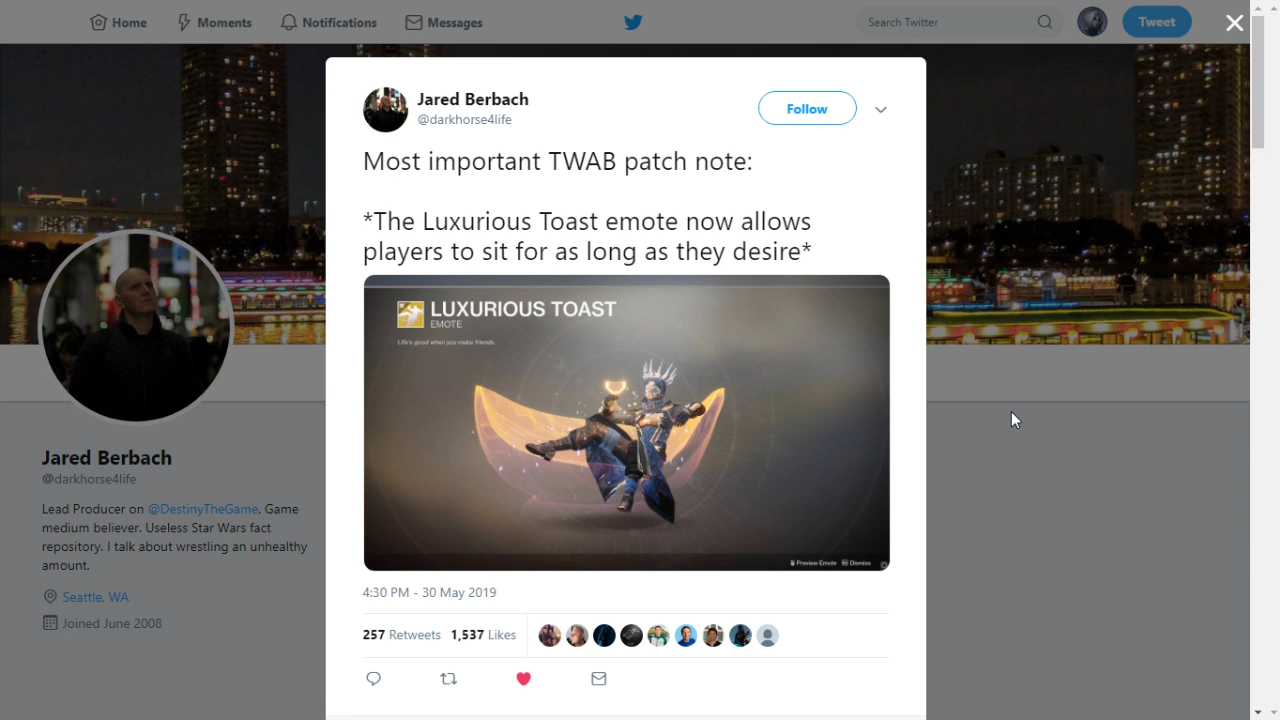 Home
Moments
Notifications
Messages
Search Twitter
Tweet
Jared Berbach
@darkhorse4life
Follow
Most important TWAB patch note:
*The Luxurious Toast emote now allows
players to sit for as long as they desire*
LUXURIOUS TOAST
EMOTE
Life's good when you make friends.
Preview Emote
Dismiss
4:30 PM - 30 May 2019
257 Retweets 1,537 Likes
Jared Berbach
@darkhorse4life
Lead Producer on @DestinyTheGame. Game
medium believer. Useless Star Wars fact
repository. I talk about wrestling an unhealthy
amount.
Seattle, WA
Joined June 2008